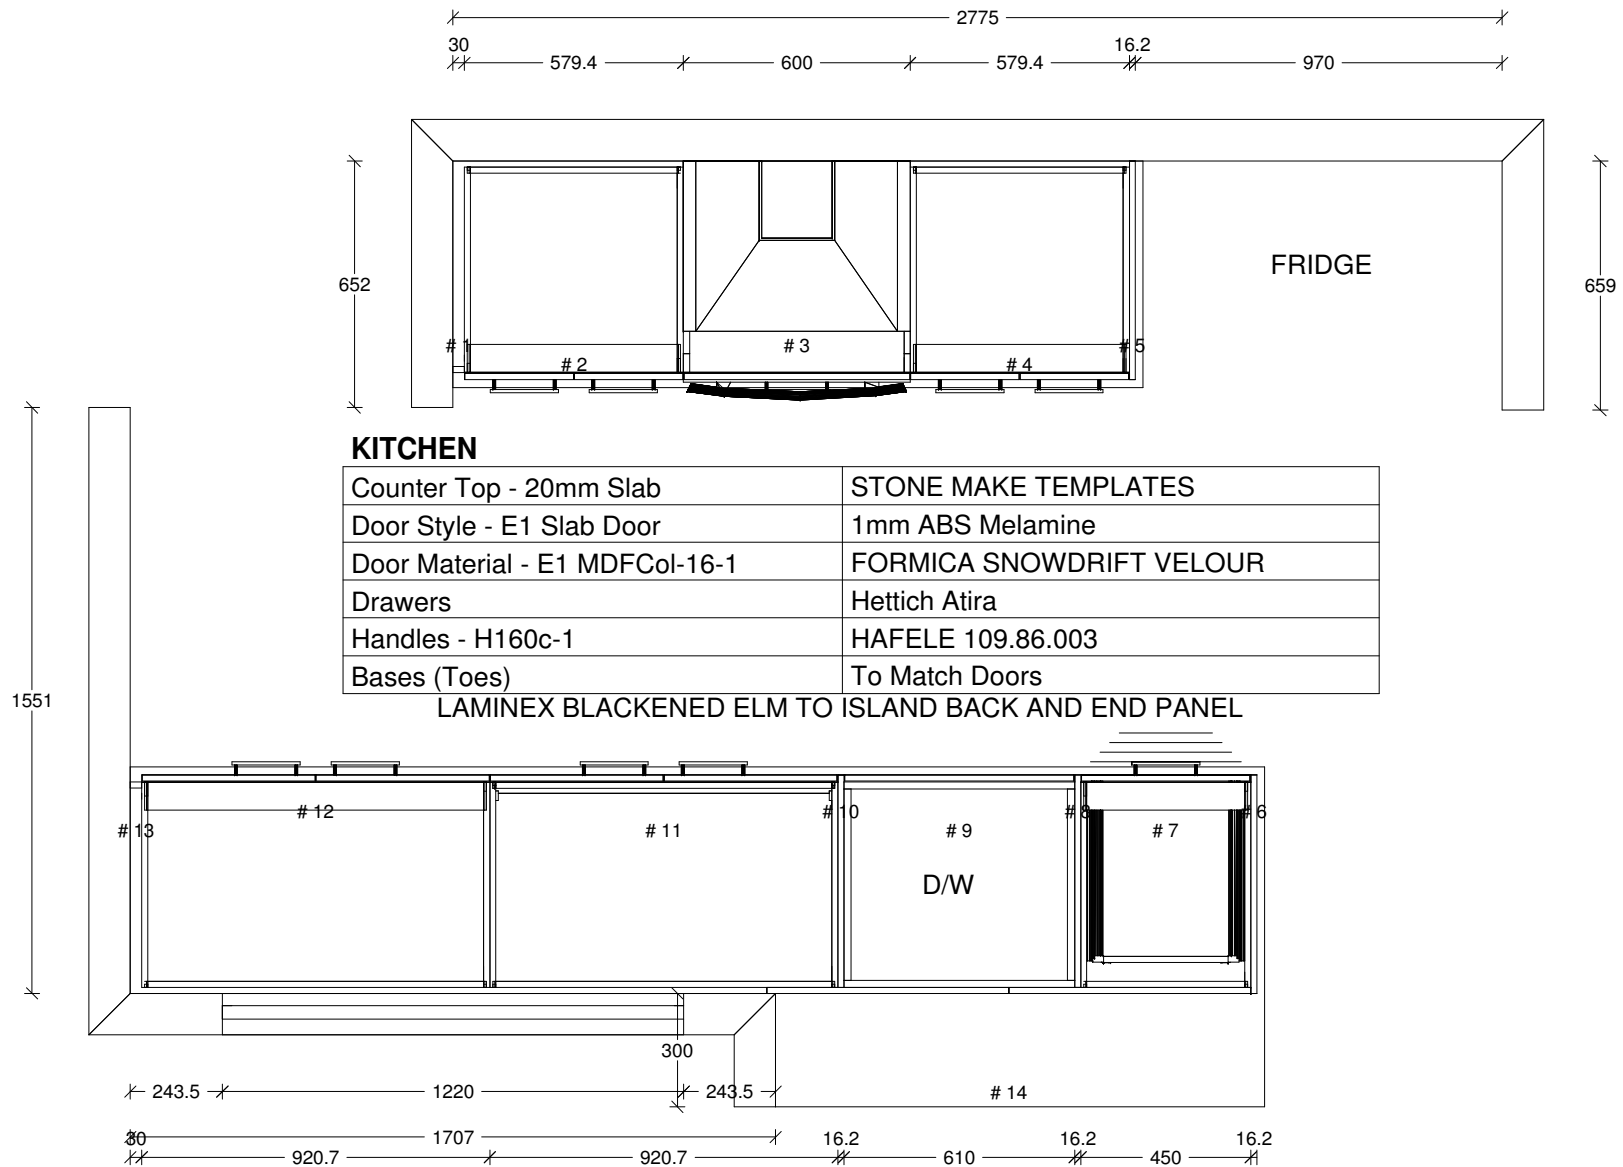 2775
30 16.2
579.4 600 579.4 970
652
659
FRIDGE
# 1 # 2 # 3 # 4 # 5
KITCHEN
Counter Top - 20mm Slab STONE MAKE TEMPLATES
Door Style - E1 Slab Door 1mm ABS Melamine
Door Material - E1 MDFCol-16-1 FORMICA SNOWDRIFT VELOUR
Drawers Hettich Atira
Handles - H160c-1 HAFELE 109.86.003
Bases (Toes) To Match Doors
LAMINEX BLACKENED ELM TO ISLAND BACK AND END PANEL
1551
# 13 # 12 # 11 # 10 # 9 # 8 # 7 # 6
D/W
300
243.5 1220 243.5 # 14
30 1707 16.2 16.2 16.2
920.7 920.7 610 450